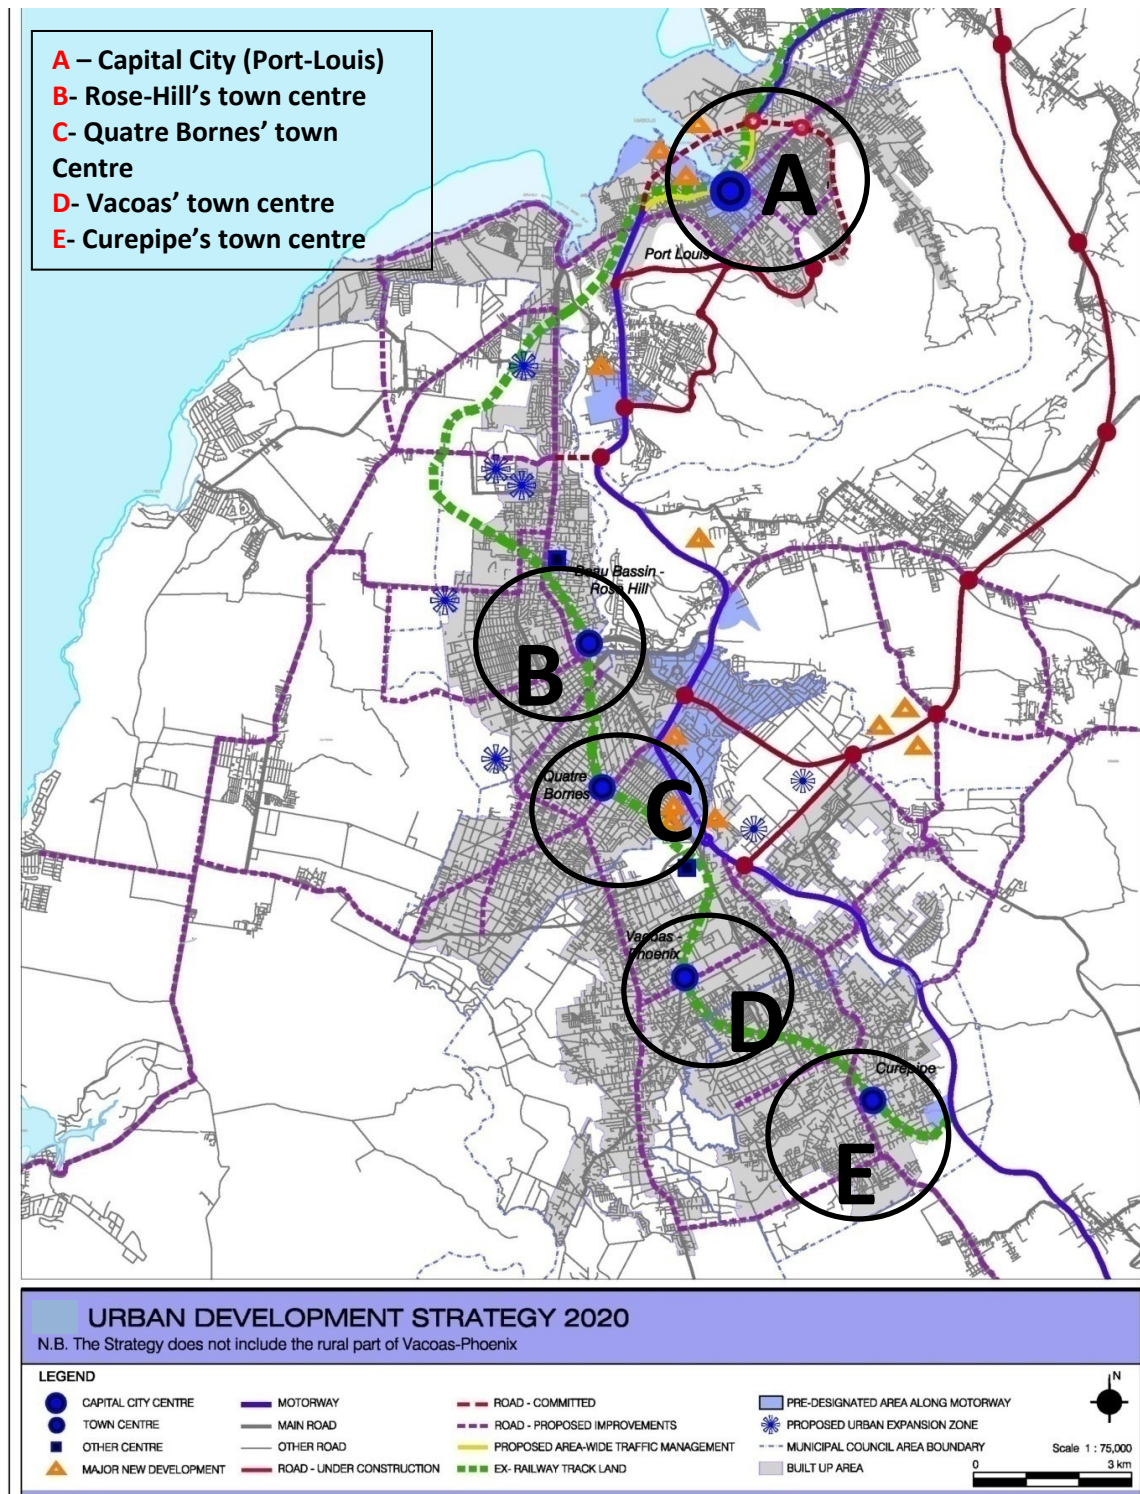 A – Capital City (Port-Louis)
B- Rose-Hill's town centre
C- Quatre Bornes' town
Centre
D- Vacoas' town centre
E- Curepipe's town centre
A
Port Louis
Beau Bassin -
Rose Hill
B
Quatre
Bornes
C
Vacoas -
Phoenix
D
Curepipe
E
URBAN DEVELOPMENT STRATEGY 2020
N.B. The Strategy does not include the rural part of Vacoas-Phoenix
LEGEND
CAPITAL CITY CENTRE
TOWN CENTRE
OTHER CENTRE
MAJOR NEW DEVELOPMENT
MOTORWAY
MAIN ROAD
OTHER ROAD
ROAD - UNDER CONSTRUCTION
ROAD - COMMITTED
ROAD - PROPOSED IMPROVEMENTS
PROPOSED AREA-WIDE TRAFFIC MANAGEMENT
EX- RAILWAY TRACK LAND
PRE-DESIGNATED AREA ALONG MOTORWAY
PROPOSED URBAN EXPANSION ZONE
MUNICIPAL COUNCIL AREA BOUNDARY
BUILT UP AREA
N
Scale 1 : 75,000
0 3 km